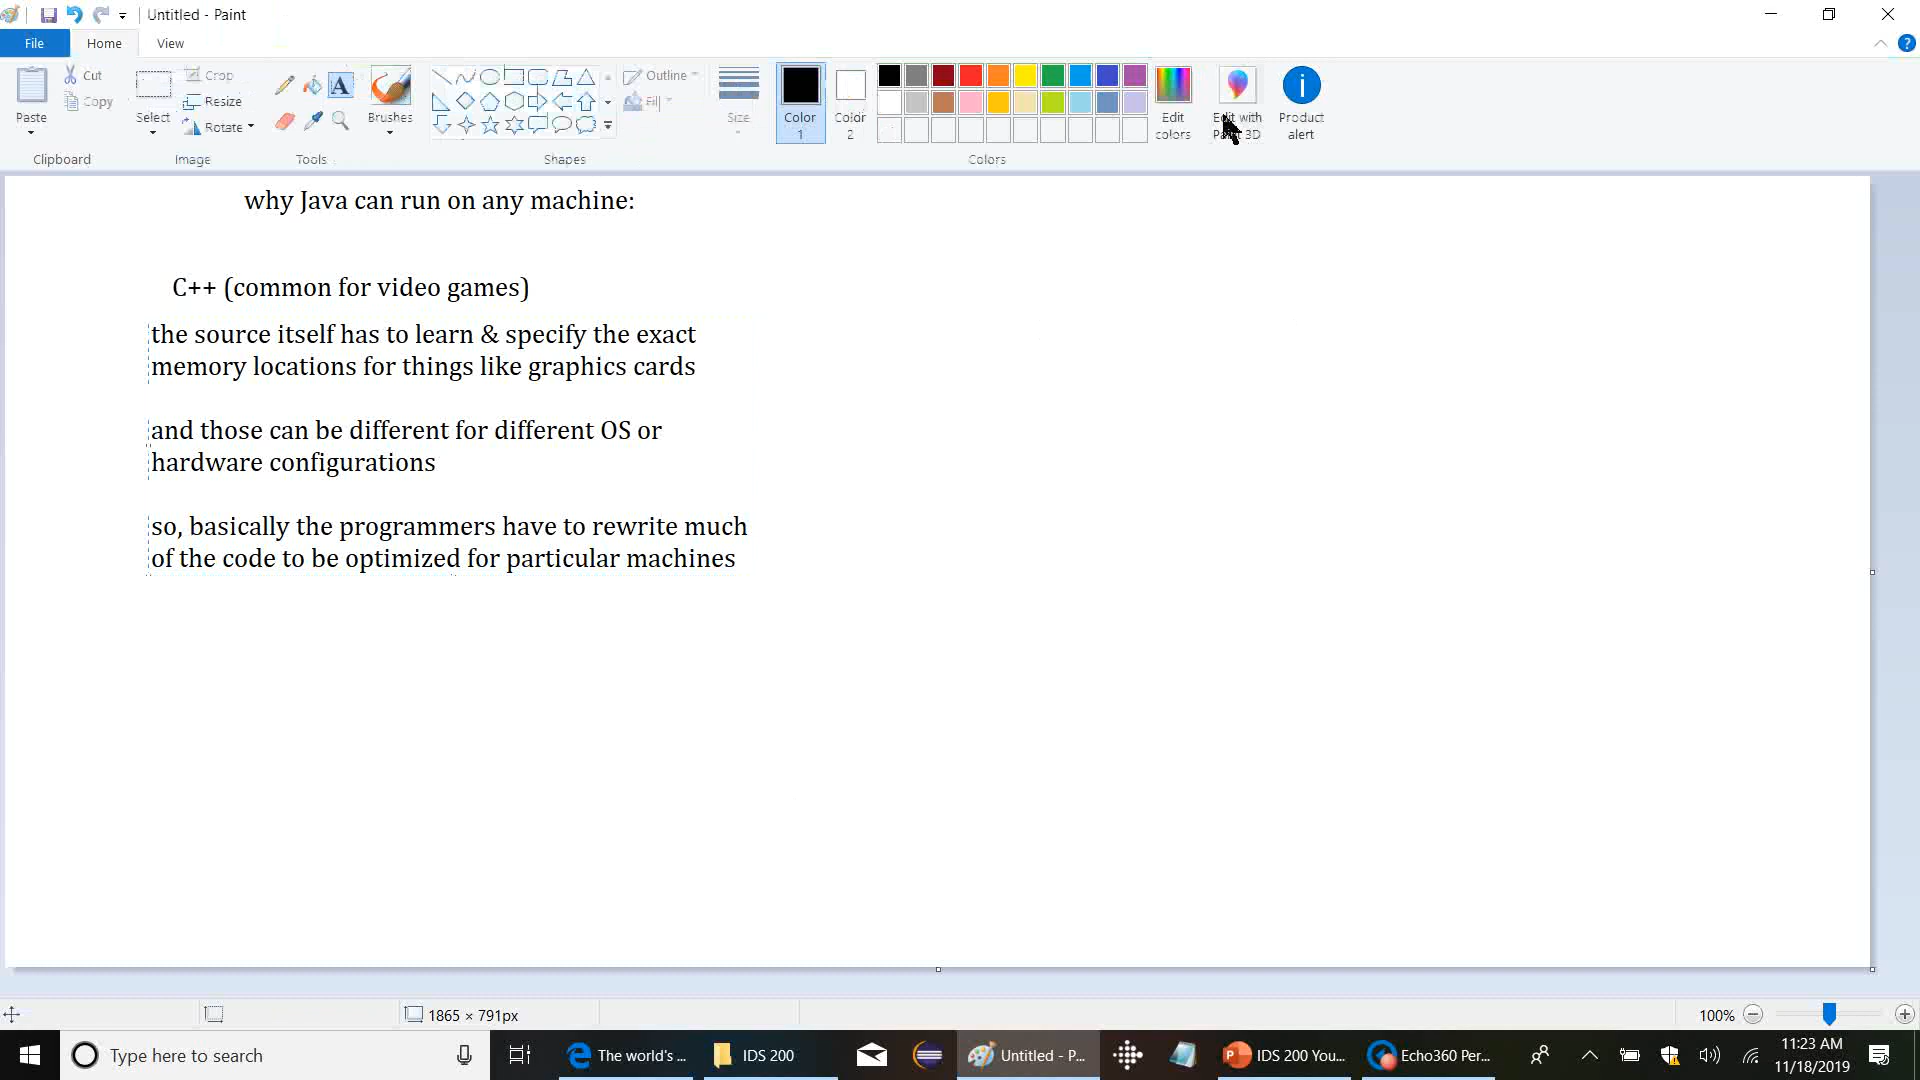 Untitled - Paint
File
Home
View
Paste
Cut
Copy
Clipboard
Select
Crop
Resize
Rotate
Image
A
Tools
Brushes
Shapes
Outline
Fill
Size
Color
1
Color
2
Colors
Edit
colors
Edit with
Paint 3D
Product
alert
why Java can run on any machine:
C++ (common for video games)
the source itself has to learn & specify the exact
memory locations for things like graphics cards
and those can be different for different OS or
hardware configurations
so, basically the programmers have to rewrite much
of the code to be optimized for particular machines
1865 × 791px
100%
Type here to search
The world's ...
IDS 200
Untitled - P...
IDS 200 You...
Echo360 Per...
11:23 AM
11/18/2019